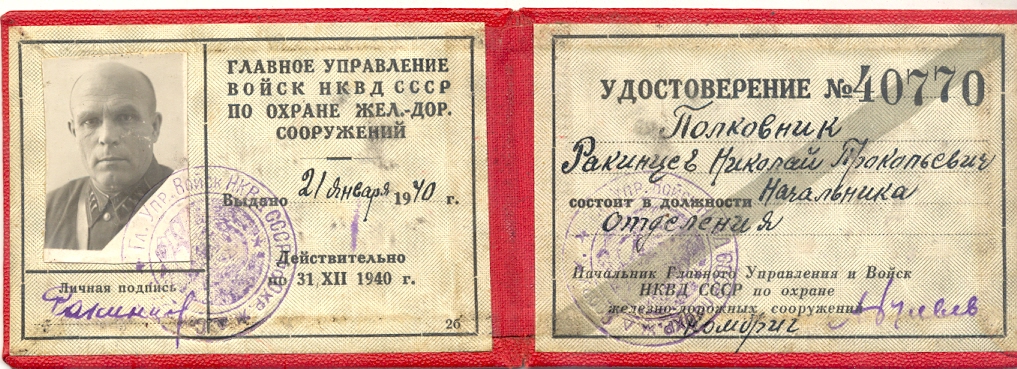 ГЛАВНОЕ УПРАВЛЕНИЕ
ВОЙСК НКВД СССР
ПО ОХРАНЕ ЖЕЛ.-ДОР.
СООРУЖЕНИЙ
Выдано 21 января 1940 г.
Действительно
по 31 XII 1940 г.
Личная подпись
Ракинцев
26
УДОСТОВЕРЕНИЕ №40770
Полковник
Ракинцев Николай Прокопьевич
состоит в должности Начальника
отделения
Начальник Главного Управления и Войск
НКВД СССР по охране
железно-дорожных сооружений
комбриг